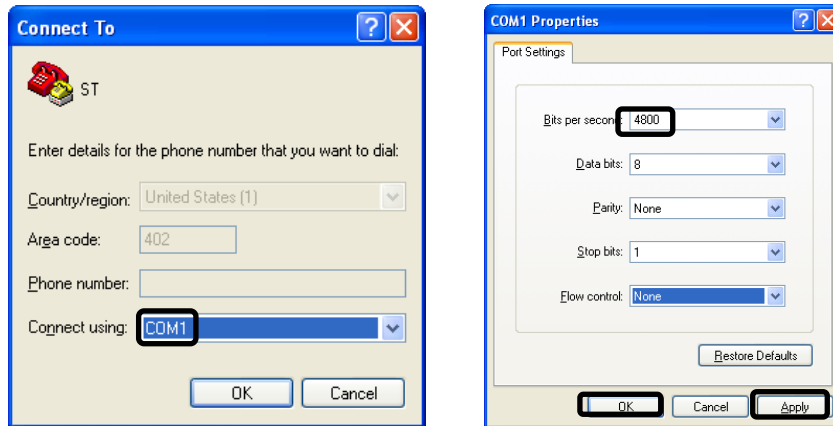 Connect To
ST
Enter details for the phone number that you want to dial:
Country/region: United States (1)
Area code: 402
Phone number:
Connect using: COM1
OK Cancel
COM1 Properties
Port Settings
Bits per second: 4800
Data bits: 8
Parity: None
Stop bits: 1
Flow control: None
Restore Defaults
OK Cancel Apply